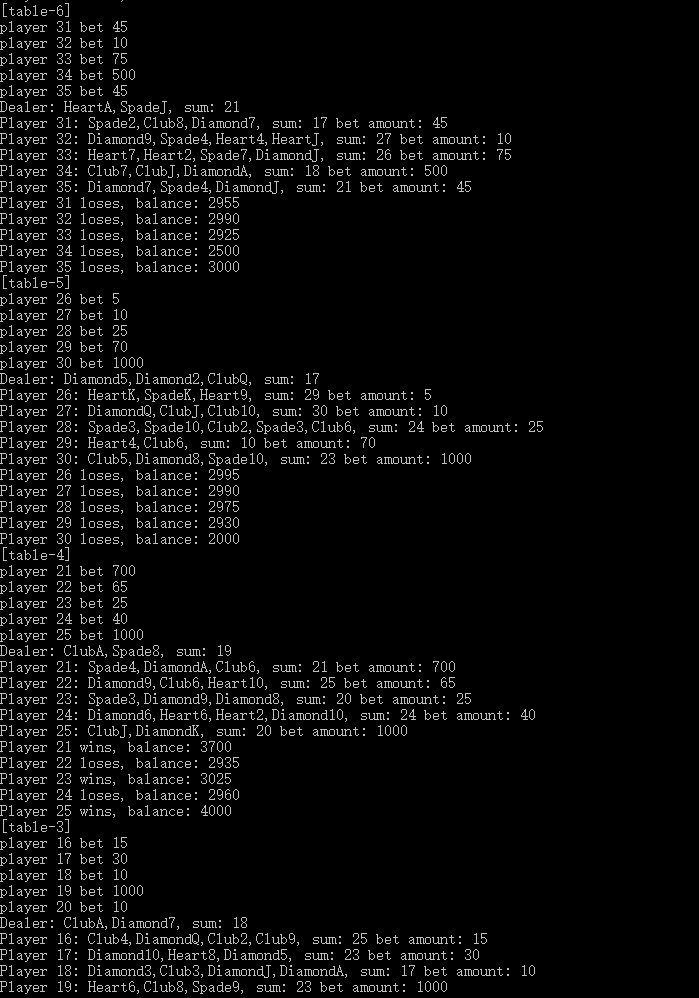 [table-6]
player 31 bet 45
player 32 bet 10
player 33 bet 75
player 34 bet 500
player 35 bet 45
Dealer: HeartA,SpadeJ, sum: 21
Player 31: Spade2,Club8,Diamond7, sum: 17 bet amount: 45
Player 32: Diamond9,Spade4,Heart4,HeartJ, sum: 27 bet amount: 10
Player 33: Heart7,Heart2,Spade7,DiamondJ, sum: 26 bet amount: 75
Player 34: Club7,ClubJ,DiamondA, sum: 18 bet amount: 500
Player 35: Diamond7,Spade4,DiamondJ, sum: 21 bet amount: 45
Player 31 loses, balance: 2955
Player 32 loses, balance: 2990
Player 33 loses, balance: 2925
Player 34 loses, balance: 2500
Player 35 loses, balance: 3000
[table-5]
player 26 bet 5
player 27 bet 10
player 28 bet 25
player 29 bet 70
player 30 bet 1000
Dealer: Diamond5,Diamond2,ClubQ, sum: 17
Player 26: HeartK,SpadeK,Heart9, sum: 29 bet amount: 5
Player 27: DiamondQ,ClubJ,Club10, sum: 30 bet amount: 10
Player 28: Spade3,Spade10,Club2,Spade3,Club6, sum: 24 bet amount: 25
Player 29: Heart4,Club6, sum: 10 bet amount: 70
Player 30: Club5,Diamond8,Spade10, sum: 23 bet amount: 1000
Player 26 loses, balance: 2995
Player 27 loses, balance: 2990
Player 28 loses, balance: 2975
Player 29 loses, balance: 2930
Player 30 loses, balance: 2000
[table-4]
player 21 bet 700
player 22 bet 65
player 23 bet 25
player 24 bet 40
player 25 bet 1000
Dealer: ClubA,Spade8, sum: 19
Player 21: Spade4,DiamondA,Club6, sum: 21 bet amount: 700
Player 22: Diamond9,Club6,Heart10, sum: 25 bet amount: 65
Player 23: Spade3,Diamond9,Diamond8, sum: 20 bet amount: 25
Player 24: Diamond6,Heart6,Heart2,Diamond10, sum: 24 bet amount: 40
Player 25: ClubJ,DiamondK, sum: 20 bet amount: 1000
Player 21 wins, balance: 3700
Player 22 loses, balance: 2935
Player 23 wins, balance: 3025
Player 24 loses, balance: 2960
Player 25 wins, balance: 4000
[table-3]
player 16 bet 15
player 17 bet 30
player 18 bet 10
player 19 bet 1000
player 20 bet 10
Dealer: ClubA,Diamond7, sum: 18
Player 16: Club4,DiamondQ,Club2,Club9, sum: 25 bet amount: 15
Player 17: Diamond10,Heart8,Diamond5, sum: 23 bet amount: 30
Player 18: Diamond3,Club3,DiamondJ,DiamondA, sum: 17 bet amount: 10
Player 19: Heart6,Club8,Spade9, sum: 23 bet amount: 1000